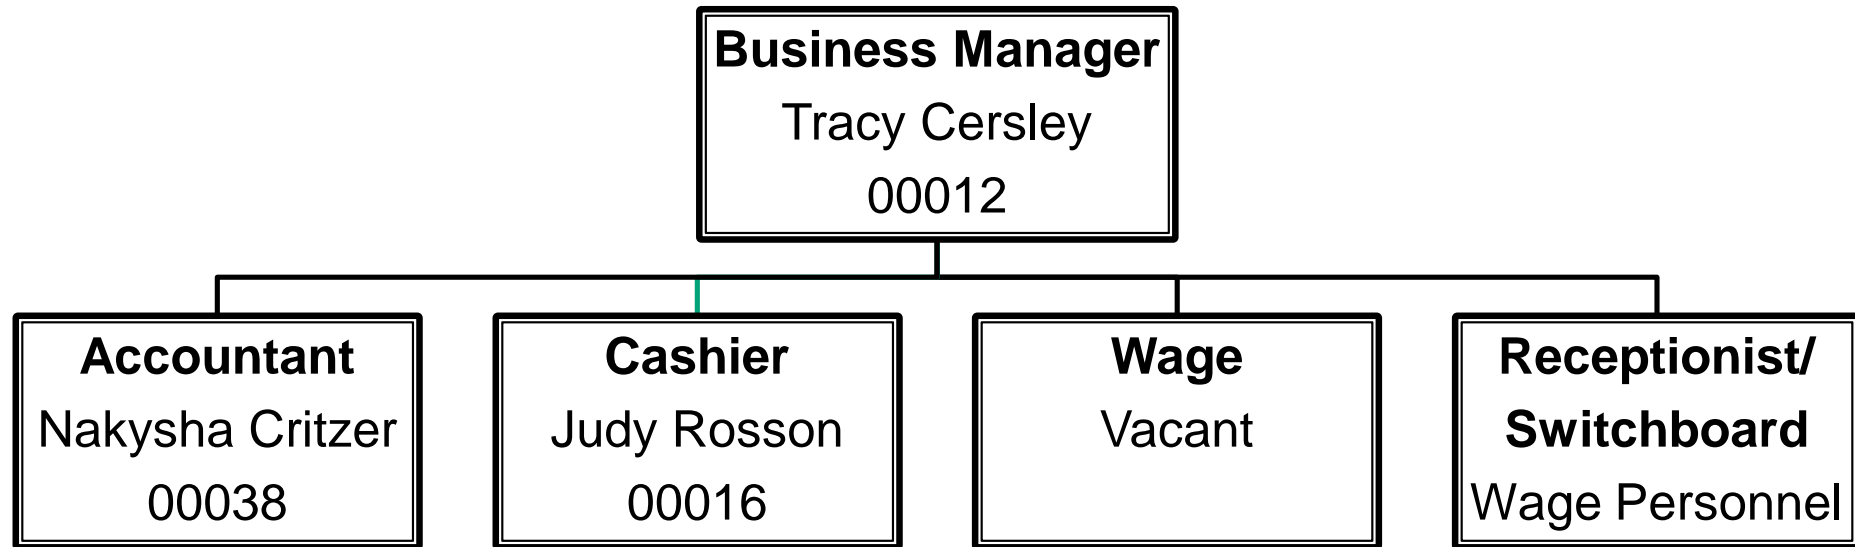 Business Manager
Tracy Cersley
00012
Accountant
Nakysha Critzer
00038
Cashier
Judy Rosson
00016
Wage
Vacant
Receptionist/
Switchboard
Wage Personnel